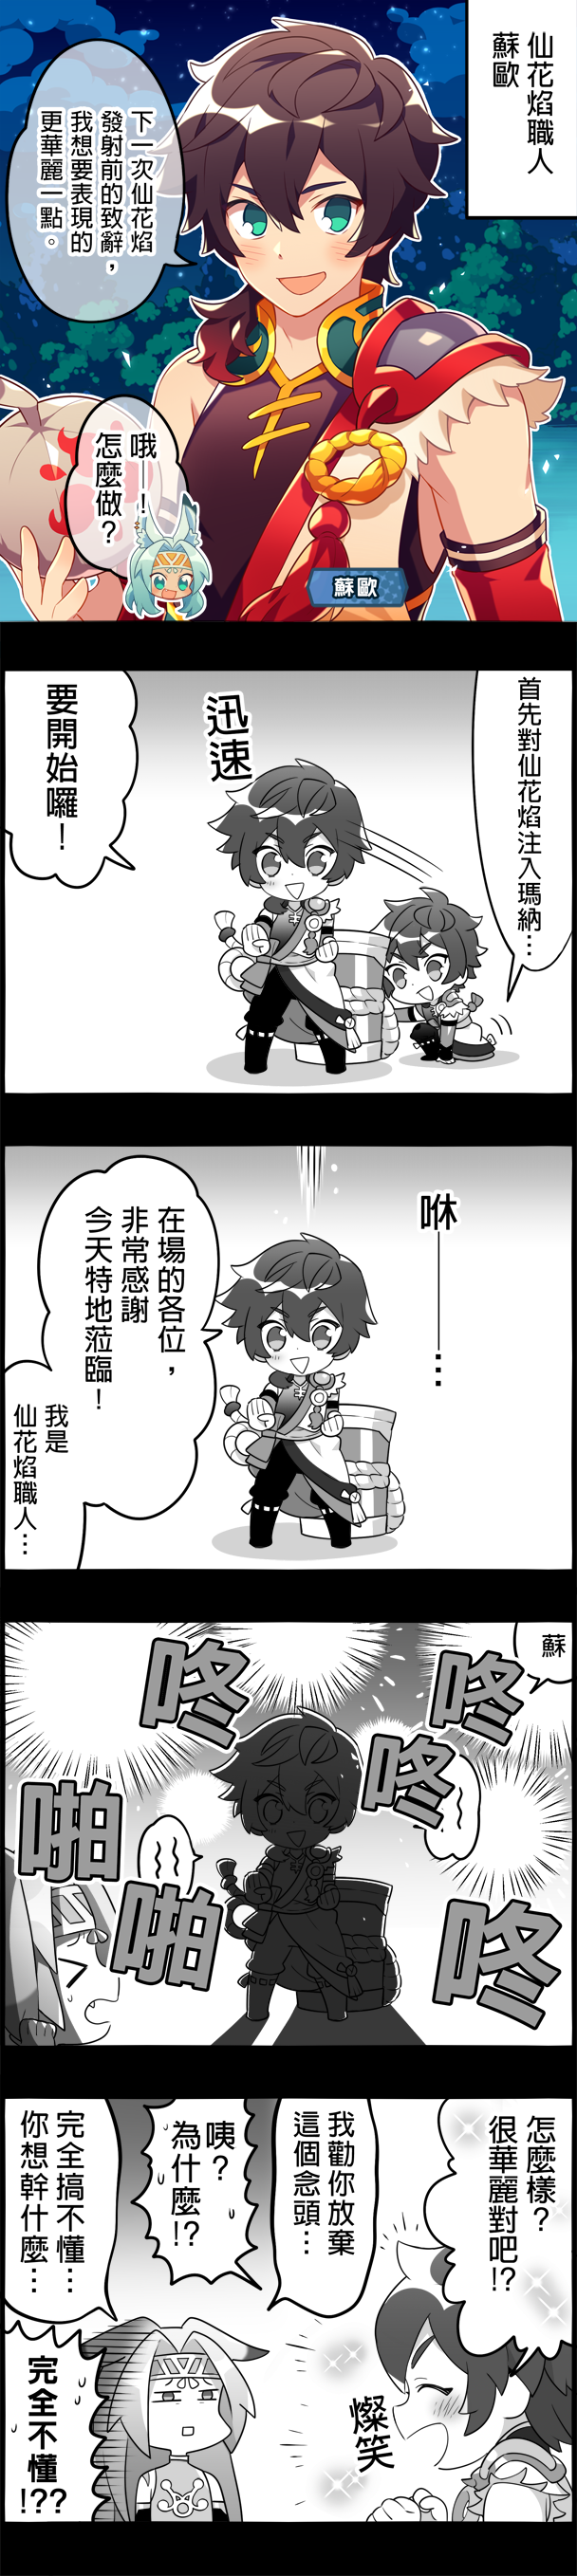 仙花焰職人
蘇歐
下一次仙花焰
發射前的致辭，
我想要表現的
更華麗一點。
哦—！
怎麼做？
蘇歐
首先對仙花焰注入瑪納…
迅速
要開始囉！
咻————…
在場的各位，
非常感謝
今天特地蒞臨！
我是
仙花焰職人…
蘇
咚
咚
咚
咚
啪
啪
怎麼樣？
很華麗對吧!?
燦笑
我勸你放棄
這個念頭…
咦？
為什麼!?
完全搞不懂…
你想幹什麼…
完全不懂!??